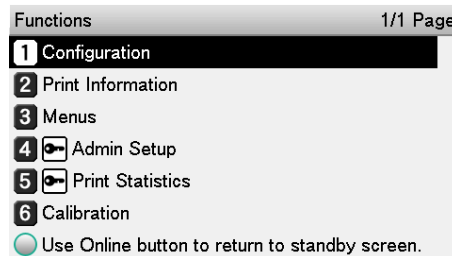 Functions 1/1 Page
1 Configuration
2 Print Information
3 Menus
4 Admin Setup
5 Print Statistics
6 Calibration
Use Online button to return to standby screen.